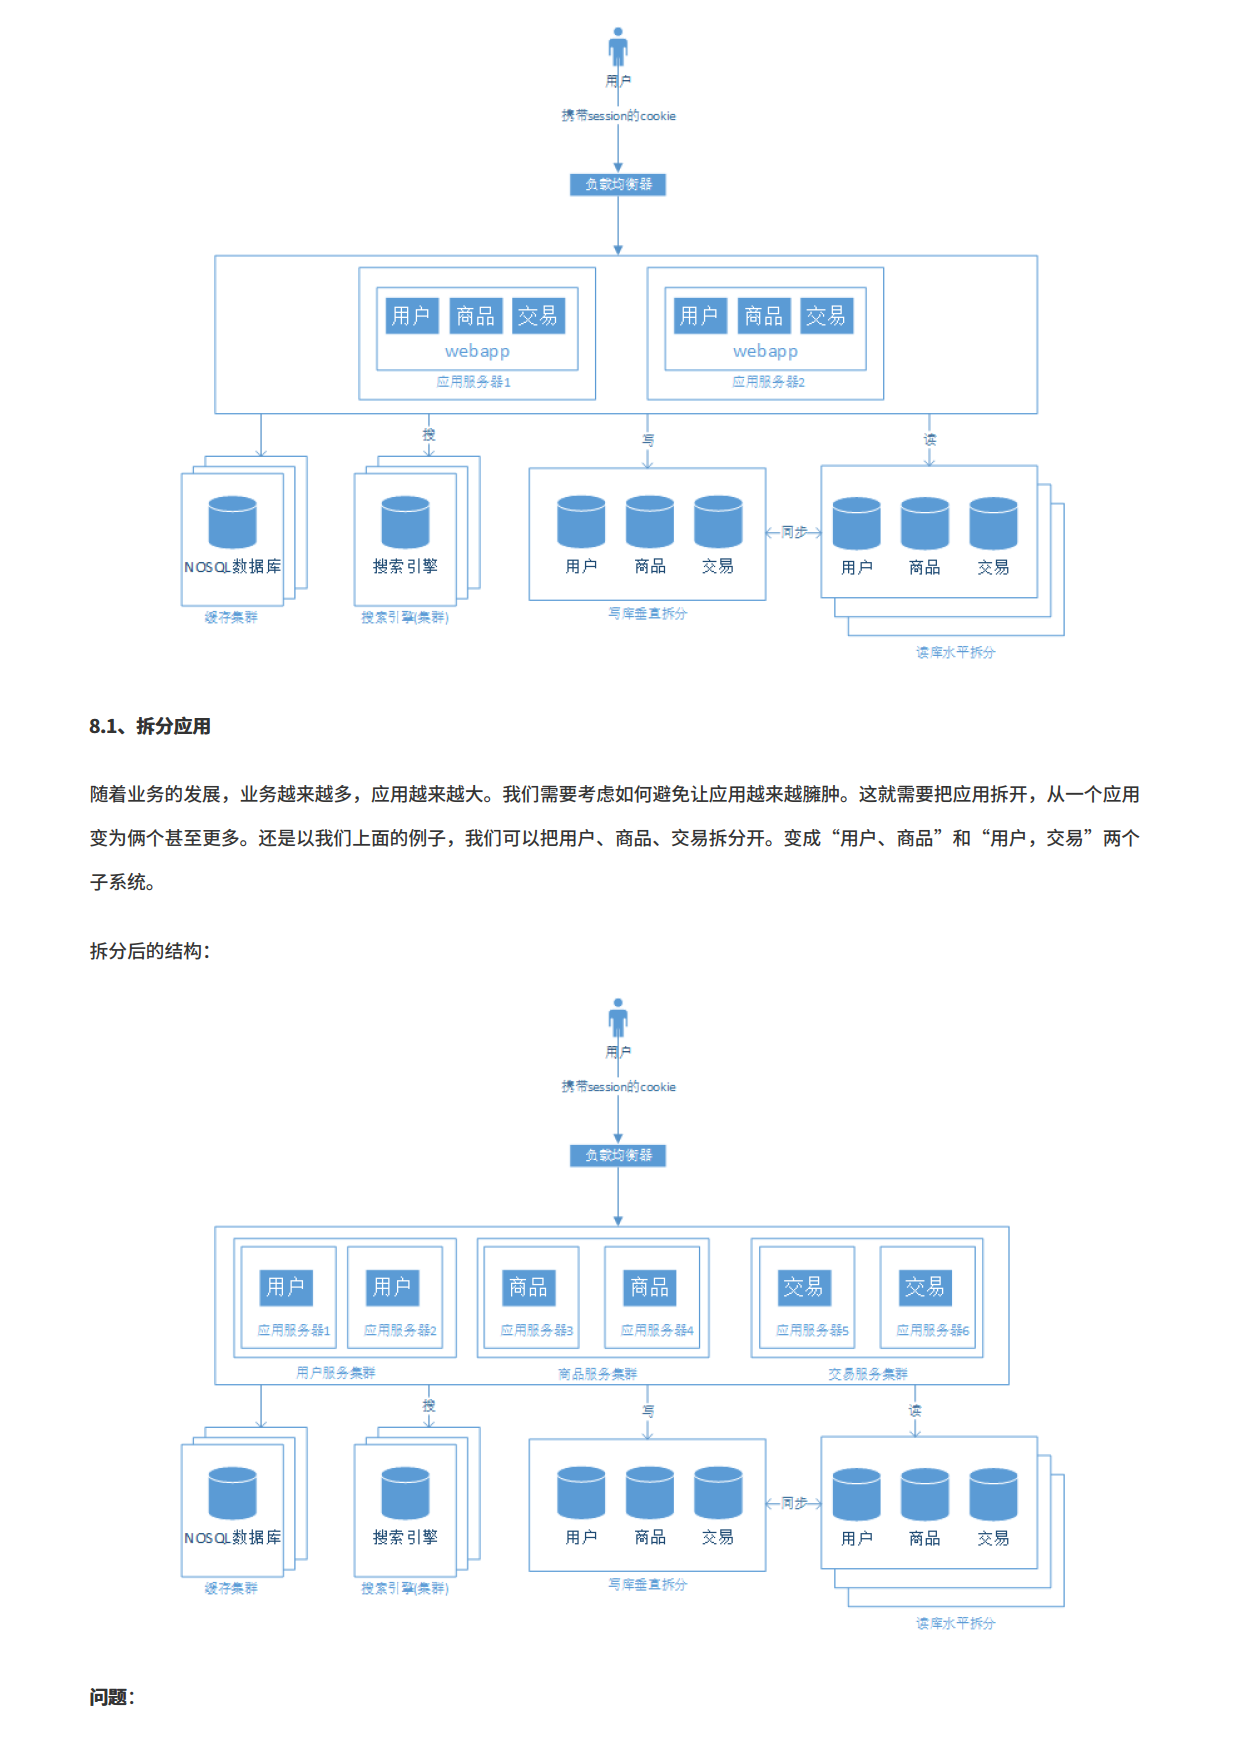 用户
携带session的cookie
负载均衡器
用户 商品 交易 用户 商品 交易
webapp webapp
应用服务器1 应用服务器2
搜 写 读
同步
NOSQL数据库 搜索引擎 用户 商品 交易 用户 商品 交易
缓存集群 搜索引擎(集群) 写库垂直拆分
读库水平拆分
8.1、拆分应用
随着业务的发展，业务越来越多，应用越来越大。我们需要考虑如何避免让应用越来越臃肿。这就需要把应用拆开，从一个应用
变为俩个甚至更多。还是以我们上面的例子，我们可以把用户、商品、交易拆分开。变成“用户、商品”和“用户，交易”两个
子系统。
拆分后的结构：
用户
携带session的cookie
负载均衡器
用户 用户 商品 商品 交易 交易
应用服务器1 应用服务器2 应用服务器3 应用服务器4 应用服务器5 应用服务器6
用户服务集群 商品服务集群 交易服务集群
搜 写 读
同步
NOSQL数据库 搜索引擎 用户 商品 交易 用户 商品 交易
缓存集群 搜索引擎(集群) 写库垂直拆分
读库水平拆分
问题：